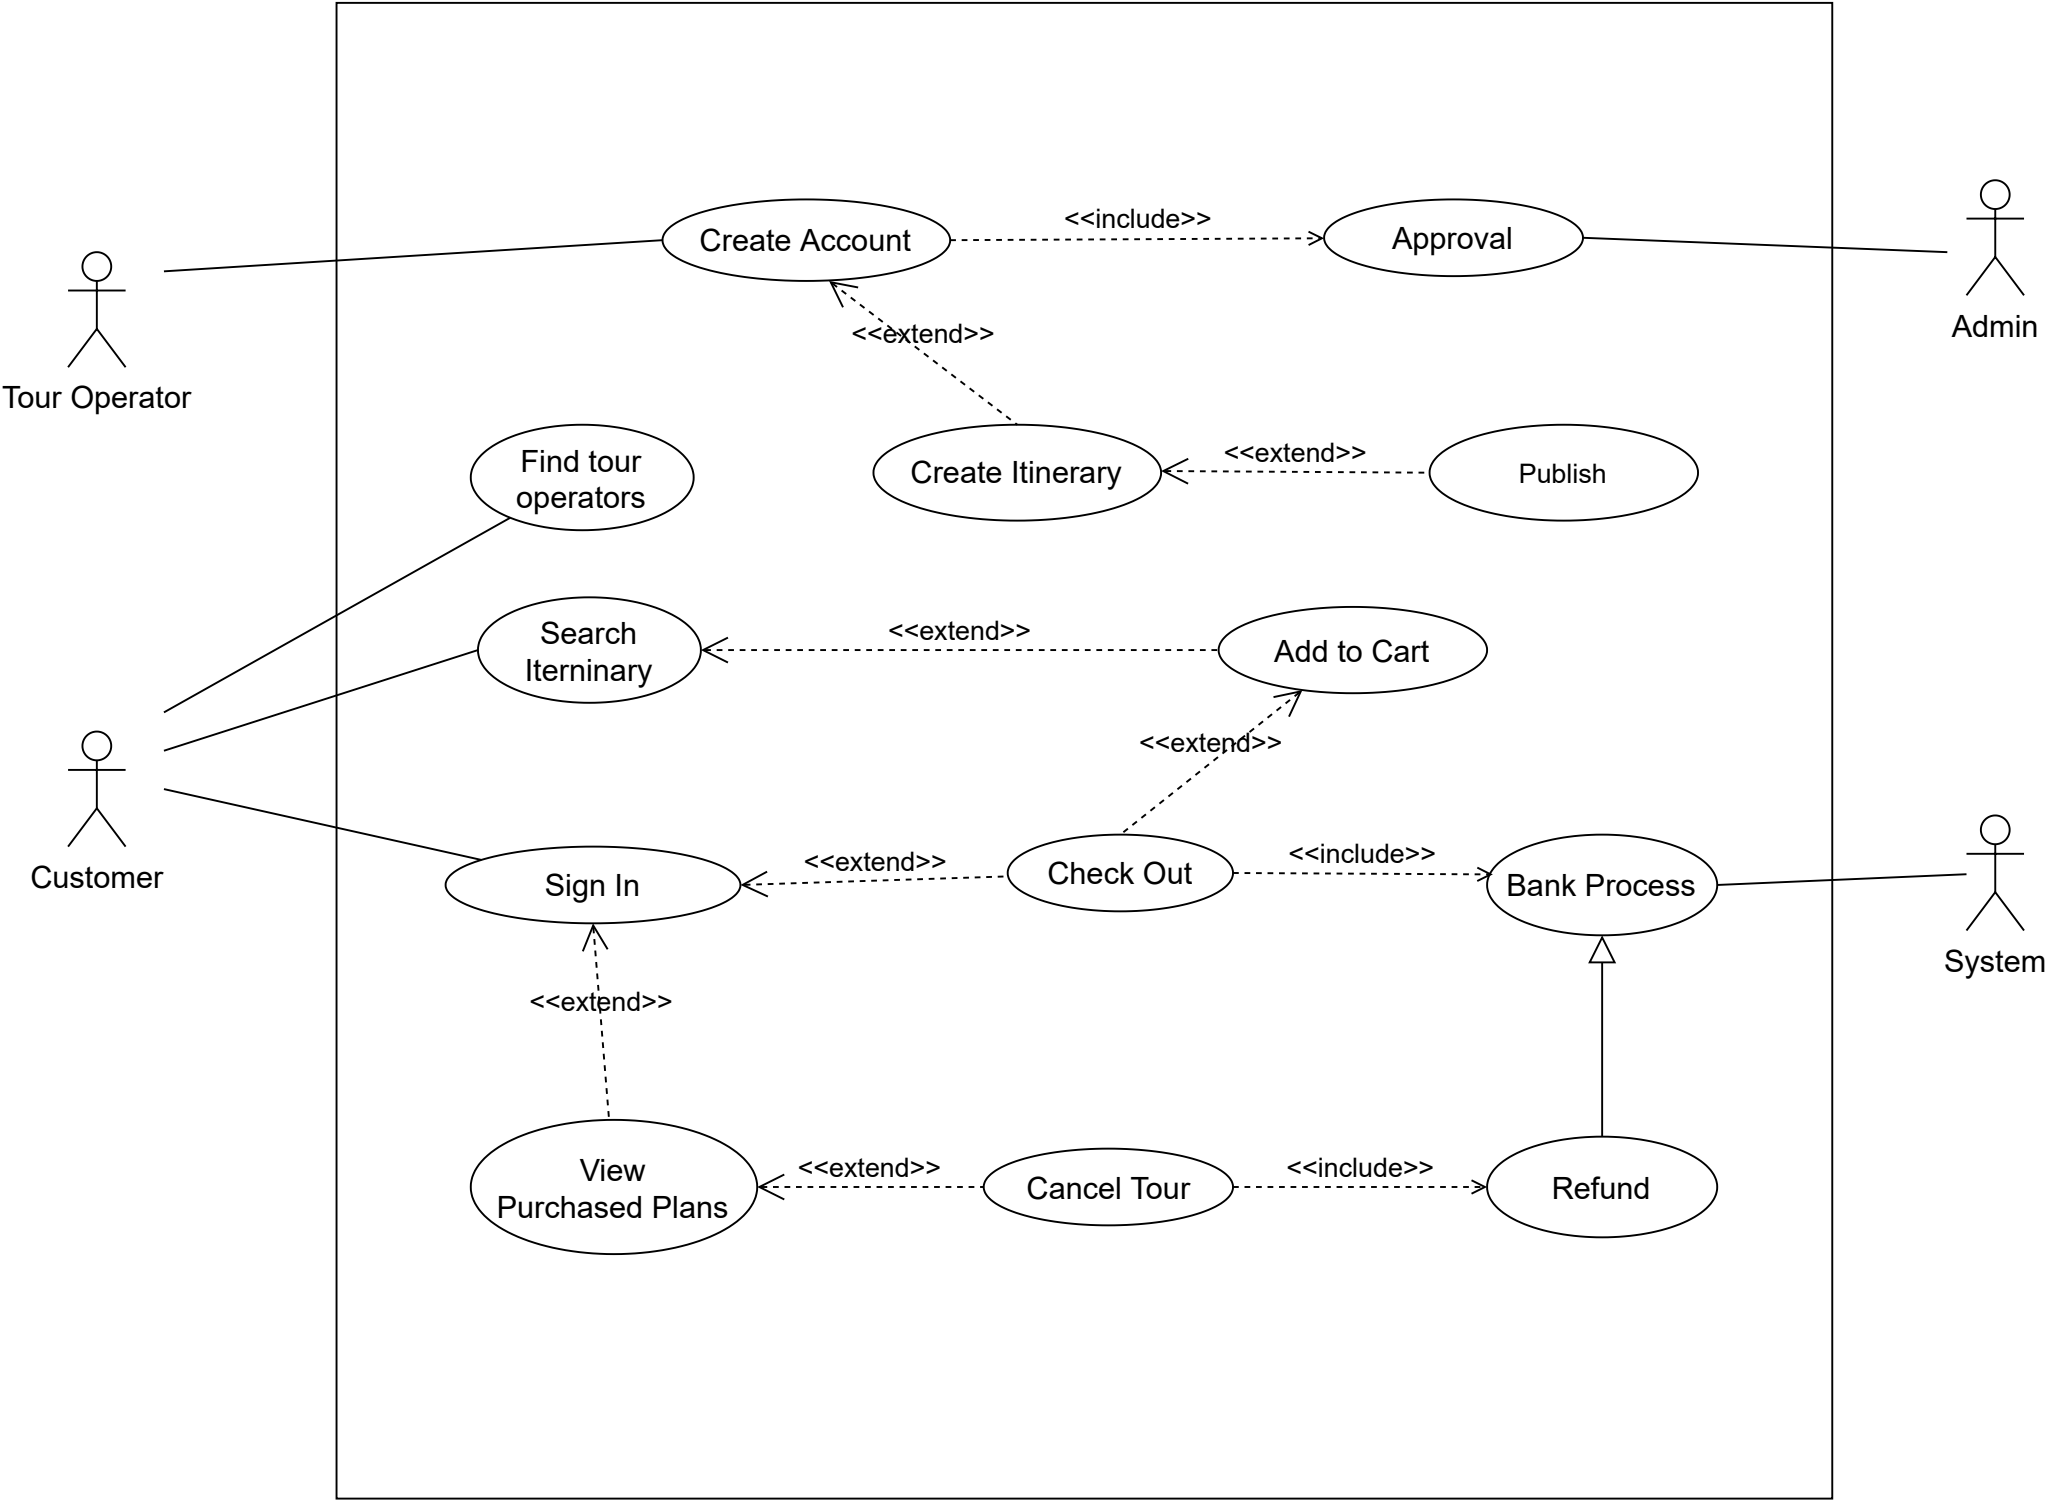 Create Account
<<include>>
Approval
Admin
Tour Operator
<<extend>>
Find tour
operators
Create Itinerary
<<extend>>
Publish
Search
Iterninary
<<extend>>
Add to Cart
<<extend>>
Customer
Sign In
<<extend>>
Check Out
<<include>>
Bank Process
System
<<extend>>
View
Purchased Plans
<<extend>>
Cancel Tour
<<include>>
Refund